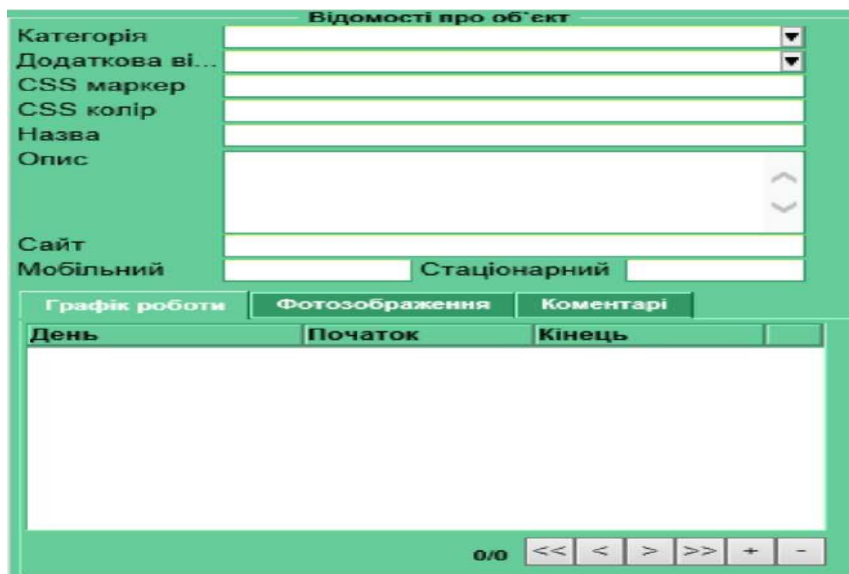 Відомості про об`єкт
Категорія
Додаткова ві...
CSS маркер
CSS колір
Назва
Опис
Сайт
Мобільний Стаціонарний
Графік роботи Фотозображення Коментарі
День Початок Кінець
0/0 << < > >> + -